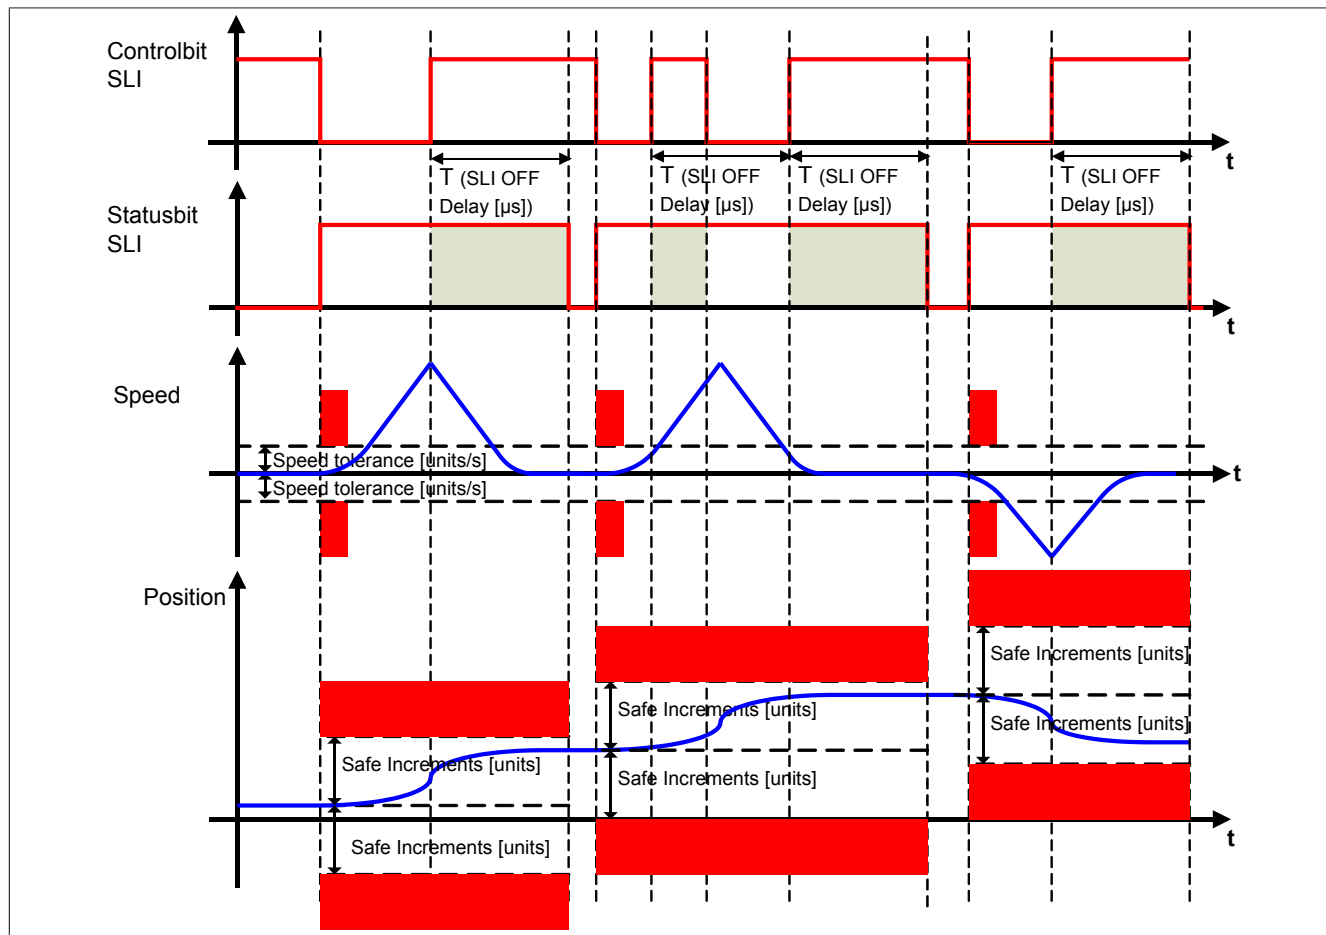 Controlbit
SLI
t
T (SLI OFF
Delay [µs])
T (SLI OFF
Delay [µs])
T (SLI OFF
Delay [µs])
T (SLI OFF
Delay [µs])
Statusbit
SLI
t
Speed
Speed tolerance [units/s]
Speed tolerance [units/s]
t
Position
Safe Increments [units]
Safe Increments [units]
Safe Increments [units]
Safe Increments [units]
Safe Increments [units]
Safe Increments [units]
t